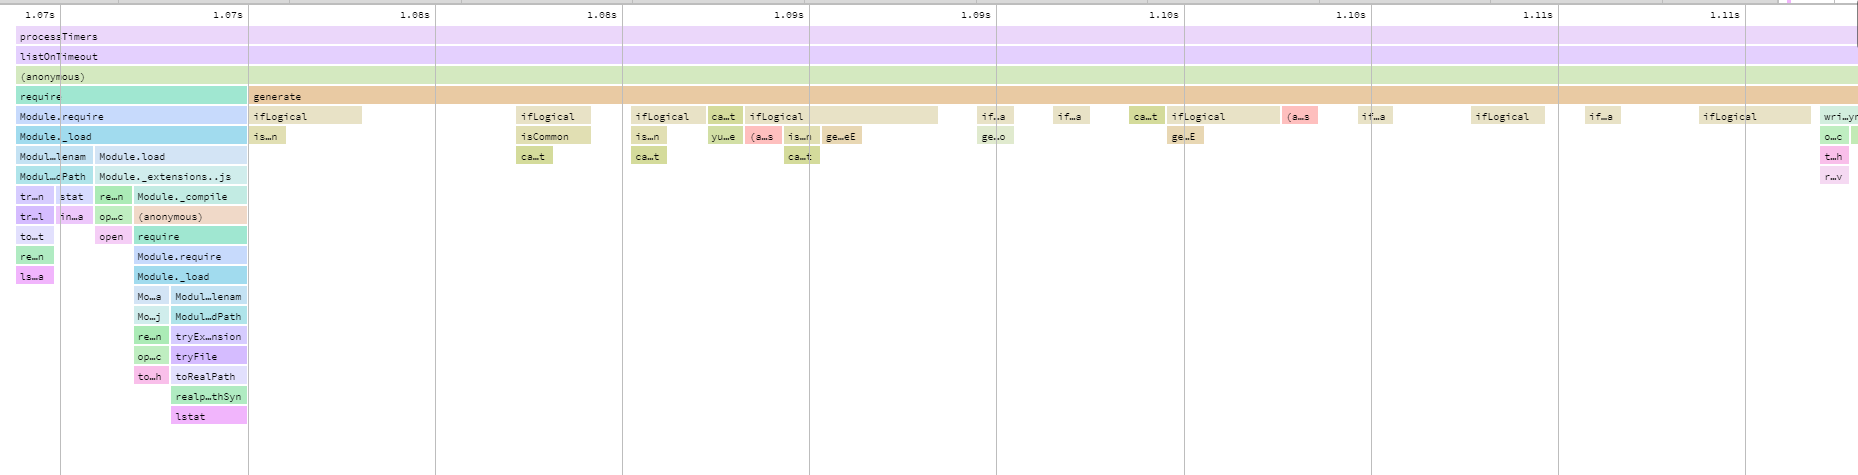 1.07s 1.07s 1.08s 1.08s 1.09s 1.09s 1.10s 1.10s 1.11s 1.11s
processTimers
listOnTimeout
(anonymous)
require generate
Module.require ifLogical ifLogical ifLogical ca…t ifLogical if…a if…a ca…t ifLogical (a…s if…a ifLogical if…a ifLogical wri…yn
Module._load is…n isCommon is…n yu…e (a…s is…n ge…eE ge…o ge…E o…c
Modul…lenam Module.load ca…t ca…t ca…t t…h
Modul…dPath Module._extensions..js r…v
tr…n stat re…n Module._compile
tr…l in…a op…c (anonymous)
to…t open require
re…n Module.require
ls…a Module._load
Mo…a Modul…lenam
Mo…j Modul…dPath
re…n tryEx…nsion
op…c tryFile
to…h toRealPath
realp…thSyn
lstat